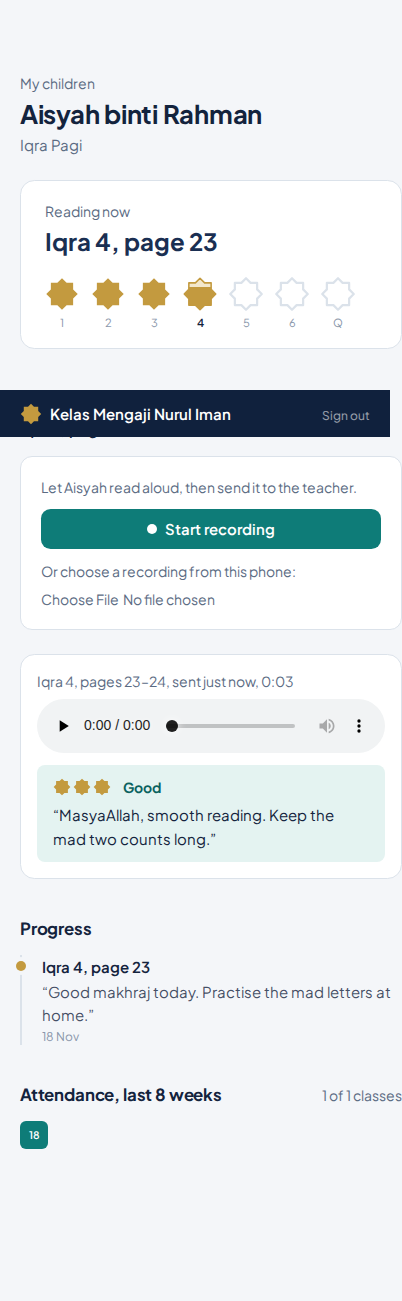 My children
Aisyah binti Rahman
Iqra Pagi
Reading now
Iqra 4, page 23
1 2 3 4 5 6 Q
Kelas Mengaji Nurul Iman Sign out
Let Aisyah read aloud, then send it to the teacher.
Start recording
Or choose a recording from this phone:
Choose File No file chosen
Iqra 4, pages 23–24, sent just now, 0:03
0:00 / 0:00
Good
“MasyaAllah, smooth reading. Keep the
mad two counts long.”
Progress
Iqra 4, page 23
“Good makhraj today. Practise the mad letters at
home.”
18 Nov
Attendance, last 8 weeks 1 of 1 classes
18